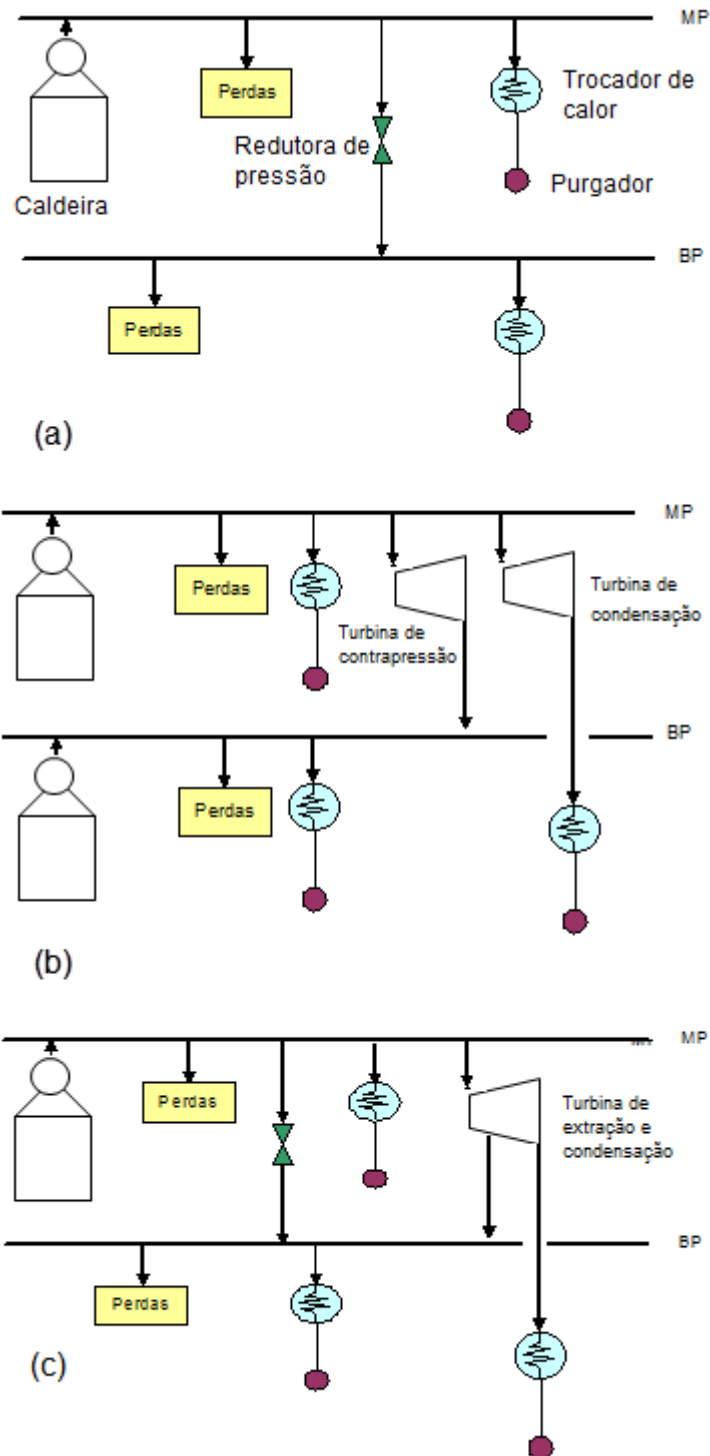 MP
Perdas
Trocador de
calor
Redutora de
pressão
Purgador
Caldeira
BP
Perdas
(a)
MP
Perdas
Turbina de
condensação
Turbina de
contrapressão
BP
Perdas
(b)
MP
Perdas
Turbina de
extração e
condensação
BP
Perdas
(c)